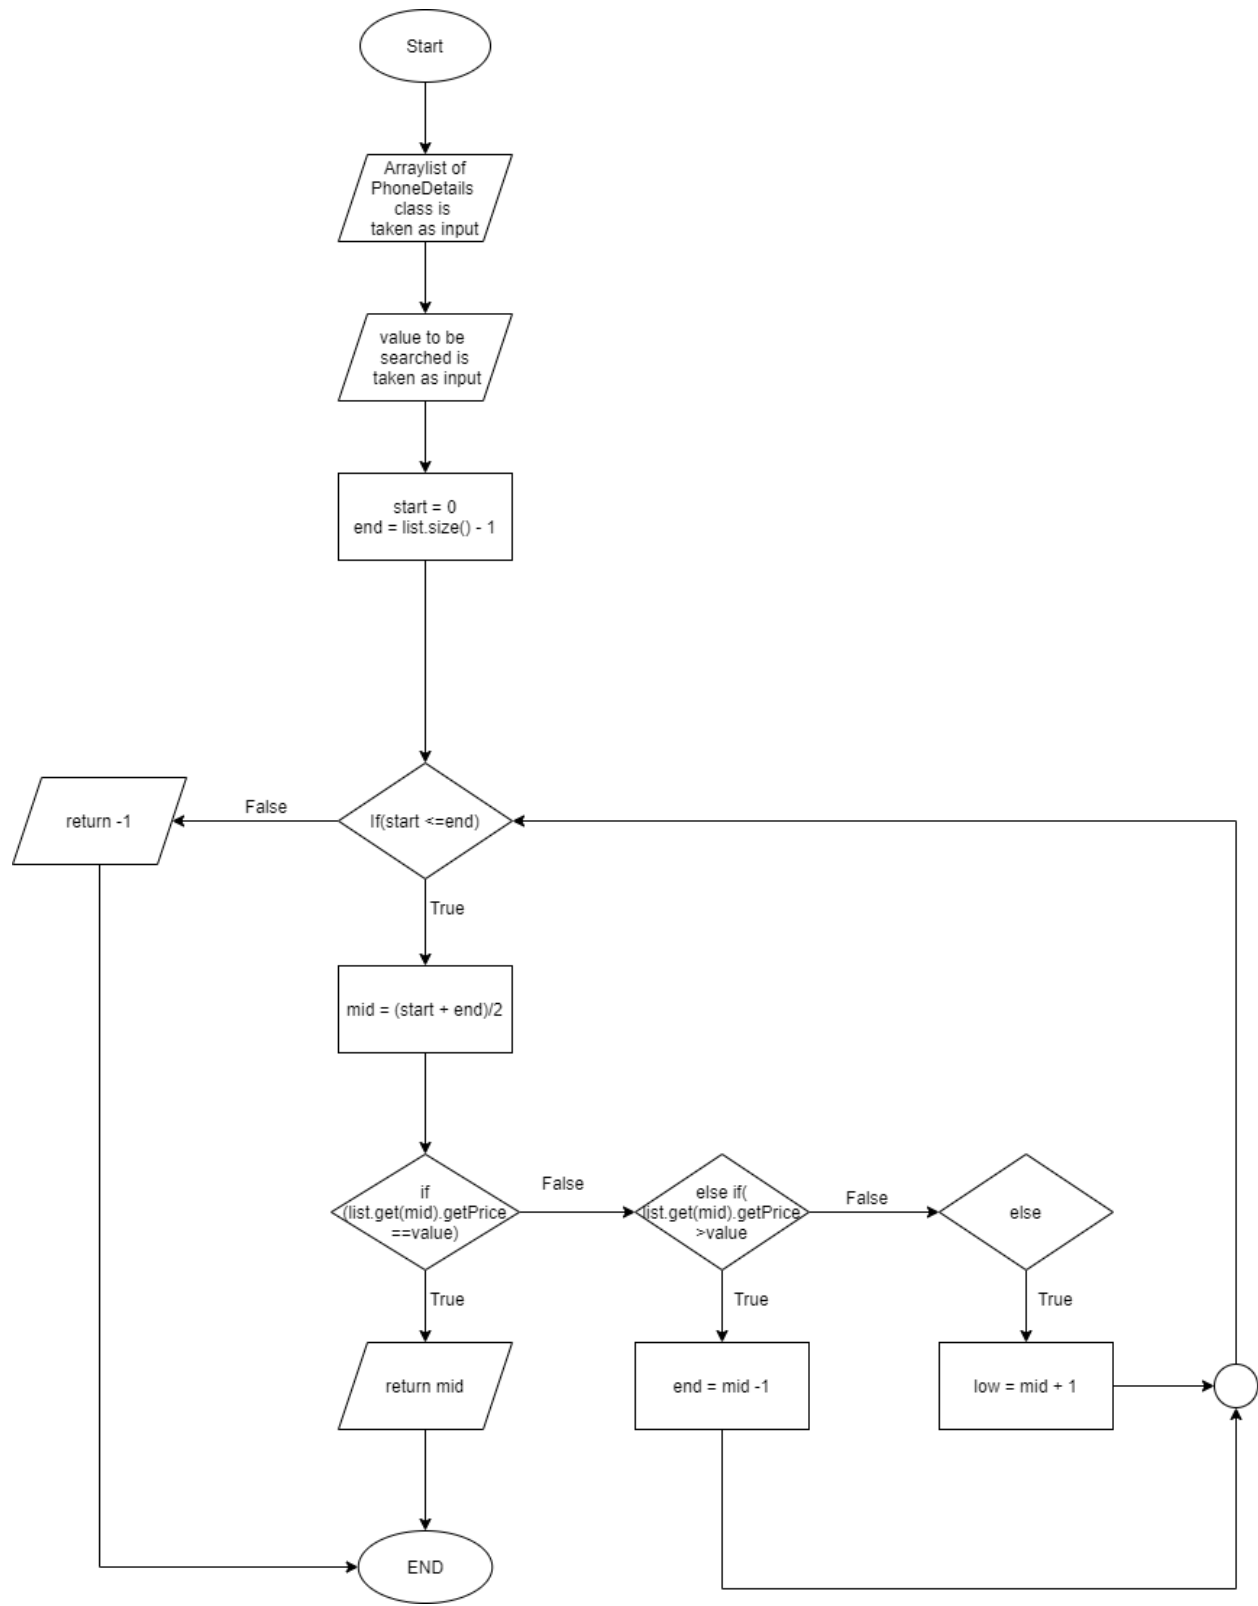 Start
Arraylist of
PhoneDetails
class is
taken as input
value to be
searched is
taken as input
start = 0
end = list.size() - 1
return -1
False
If(start <=end)
True
mid = (start + end)/2
if
(list.get(mid).getPrice
==value)
False
else if(
list.get(mid).getPrice
>value
False
else
True
True
True
return mid
end = mid -1
low = mid + 1
END